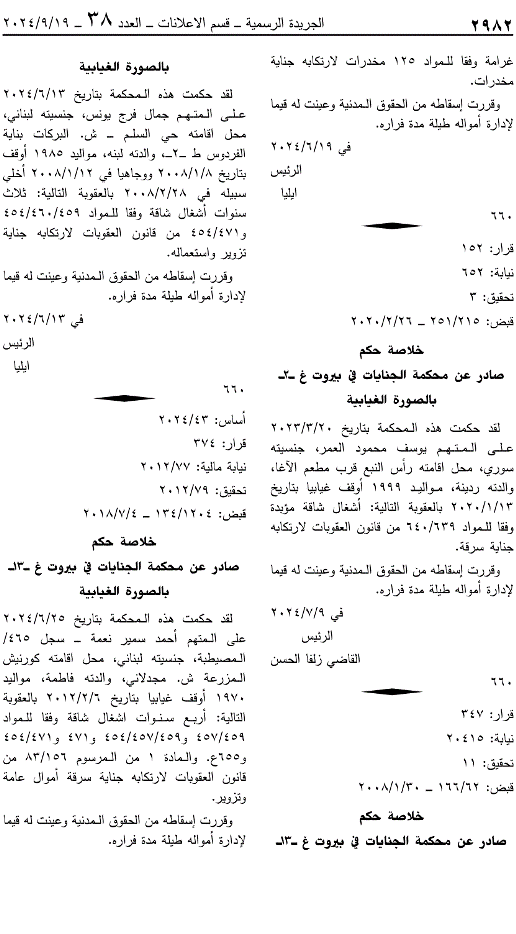 ٢٩٨٢
الجريدة الرسمية – قسم الاعلانات – العدد ٣٨ – ٢٠٢٤/٩/١٩
غرامة وفقا للمواد ١٢٥ مخدرات لارتكابه جناية
مخدرات.
وقررت إسقاطه من الحقوق المدنية وعينت له قيما
لإدارة أمواله طيلة مدة فراره.
في ٢٠٢٤/٦/١٩
الرئيس
ايليا
٦٦٠
قرار: ١٥٢
نيابة: ٦٥٢
تحقيق: ٣
قبض: ٢٥١/٢١٥ – ٢٠٢٠/٢/٢٦
خلاصة حكم
صادر عن محكمة الجنايات في بيروت غ –٢–
بالصورة الغيابية
لقد حكمت هذه المحكمة بتاريخ ٢٠٢٣/٣/٢٠
على المتهم يوسف محمود العمر، جنسيته
سوري، محل اقامته رأس النبع قرب مطعم الآغا،
والدته ردينة، مواليد ١٩٩٩ أوقف غيابيا بتاريخ
٢٠٢٠/١/١٣ بالعقوبة التالية: أشغال شاقة مؤبدة
وفقا للمواد ٦٤٠/٦٣٩ من قانون العقوبات لارتكابه
جناية سرقة.
وقررت إسقاطه من الحقوق المدنية وعينت له قيما
لإدارة أمواله طيلة مدة فراره.
في ٢٠٢٤/٧/٩
الرئيس
القاضي زلفا الحسن
٦٦٠
قرار: ٣٤٧
نيابة: ٢٠٤١٥
تحقيق: ١١
قبض: ١٦٦/٦٢ – ٢٠٠٨/١/٣٠
خلاصة حكم
صادر عن محكمة الجنايات في بيروت غ –١٣–
بالصورة الغيابية
لقد حكمت هذه المحكمة بتاريخ ٢٠٢٤/٦/١٣
على المتهم جمال فرج يونس، جنسيته لبناني،
محل اقامته حي السلم – ش. البركات بناية
الفردوس ط –٢–، والدته لبنه، مواليد ١٩٨٥ أوقف
بتاريخ ٢٠٠٨/١/٨ ووجاهيا في ٢٠٠٨/١/١٢ أخلي
سبيله في ٢٠٠٨/٢/٢٨ بالعقوبة التالية: ثلاث
سنوات أشغال شاقة وفقا للمواد ٤٥٤/٤٦٠/٤٥٩
و٤٥٤/٤٧١ من قانون العقوبات لارتكابه جناية
تزوير واستعماله.
وقررت إسقاطه من الحقوق المدنية وعينت له قيما
لإدارة أمواله طيلة مدة فراره.
في ٢٠٢٤/٦/١٣
الرئيس
ايليا
٦٦٠
أساس: ٢٠٢٤/٤٣
قرار: ٣٧٤
نيابة مالية: ٢٠١٢/٧٧
تحقيق: ٢٠١٢/٧٩
قبض: ١٣٤/١٢٠٤ – ٢٠١٨/٧/٤
خلاصة حكم
صادر عن محكمة الجنايات في بيروت غ –١٣–
بالصورة الغيابية
لقد حكمت هذه المحكمة بتاريخ ٢٠٢٤/٦/٢٥
على المتهم أحمد سمير نعمة – سجل ٤٦٥/
المصيطبة، جنسيته لبناني، محل اقامته كورنيش
المزرعة ش. مجدلاني، والدته فاطمة، مواليد
١٩٧٠ أوقف غيابيا بتاريخ ٢٠١٢/٢/٦ بالعقوبة
التالية: أربع سنوات اشغال شاقة وفقا للمواد
٤٥٧/٤٥٩ و٤٥٤/٤٥٧/٤٥٩ و٤٧١ و٤٥٤/٤٧١
و٦٥٥ع. والمادة ١ من المرسوم ٨٣/١٥٦ من
قانون العقوبات لارتكابه جناية سرقة أموال عامة
وتزوير.
وقررت إسقاطه من الحقوق المدنية وعينت له قيما
لإدارة أمواله طيلة مدة فراره.